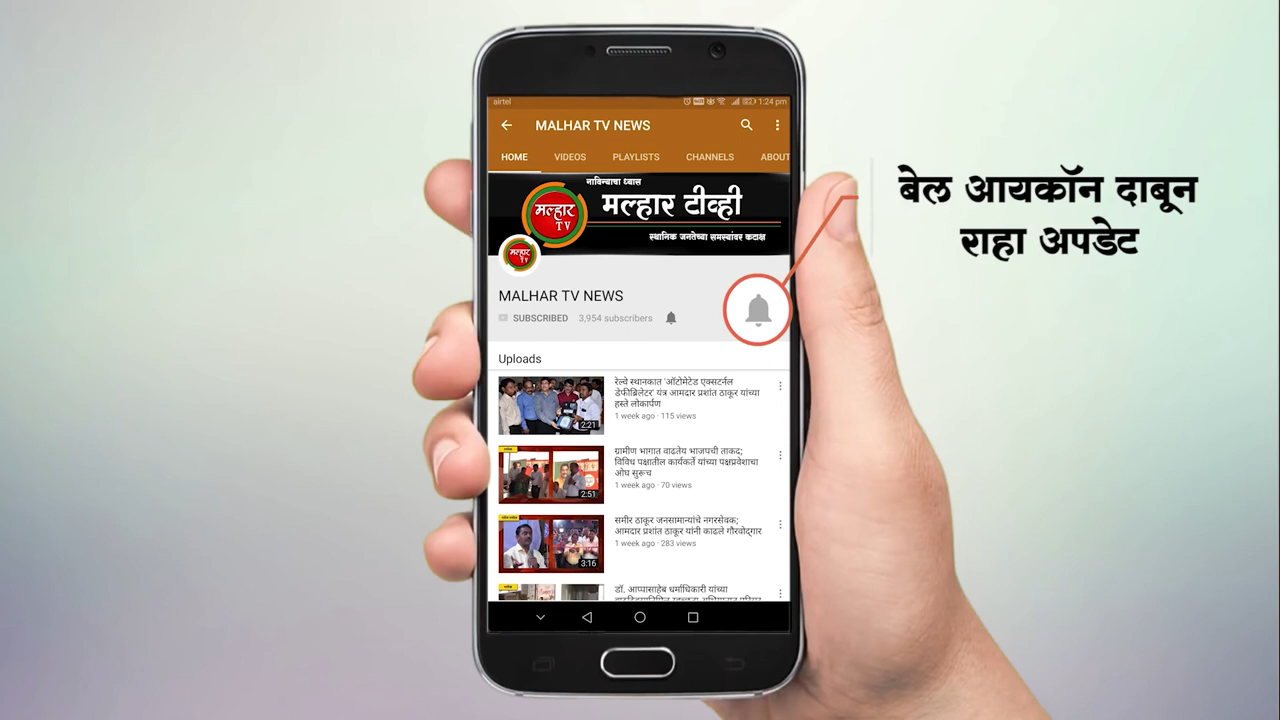 airtel 1:24 pm
MALHAR TV NEWS
HOME VIDEOS PLAYLISTS CHANNELS ABOUT
नाविन्याचा ध्यास
मल्हार टीव्ही
मल्हार
TV
स्थानिक जनतेच्या समस्यांवर कटाक्ष
मल्हार
TV
MALHAR TV NEWS
SUBSCRIBED 3,954 subscribers
Uploads
रेल्वे स्थानकात 'ऑटोमेटेड एक्सटर्नल
डेफीब्रिलेटर' यंत्र आमदार प्रशांत ठाकूर यांच्या
हस्ते लोकार्पण
1 week ago · 115 views
2:21
ग्रामीण भागात वाढतेय भाजपची ताकद;
विविध पक्षातील कार्यकर्ते यांच्या पक्षप्रवेशाचा
ओघ सुरूच
1 week ago · 70 views
2:51
समीर ठाकूर जनसामान्यांचे नगरसेवक;
आमदार प्रशांत ठाकूर यांनी काढले गौरवोद्गार
1 week ago · 283 views
3:16
डॉ. आप्पासाहेब धर्माधिकारी यांच्या
बेल आयकॉन दाबून
राहा अपडेट